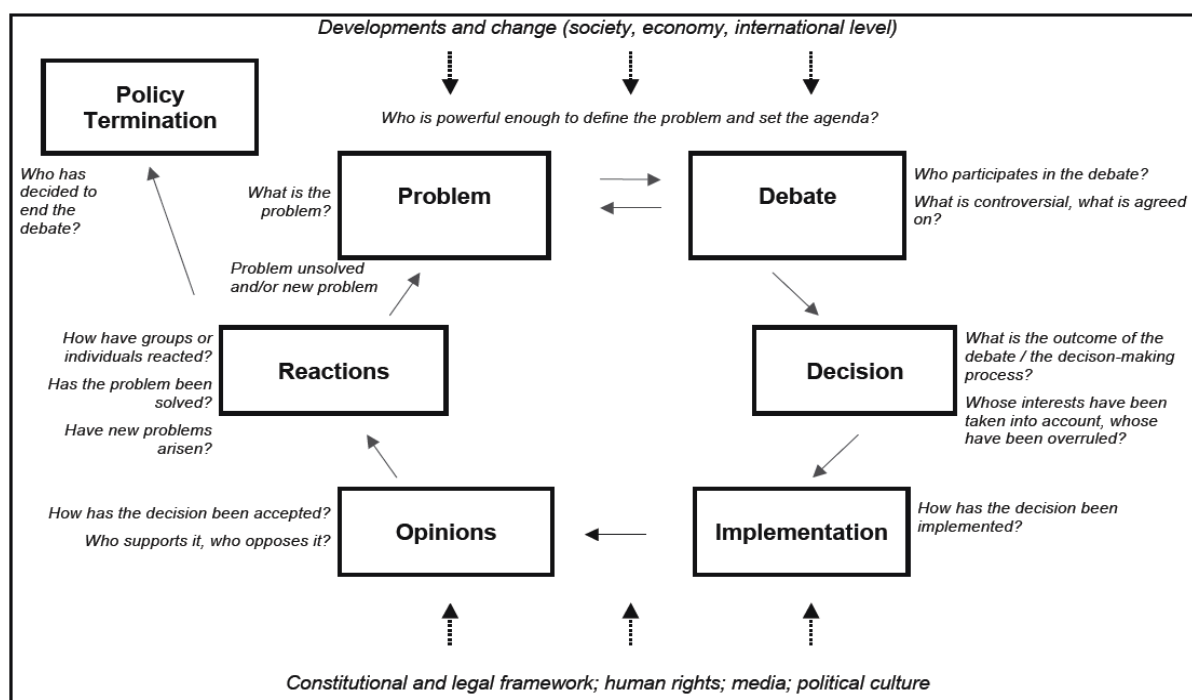 Developments and change (society, economy, international level)
Policy
Termination
Who is powerful enough to define the problem and set the agenda?
Who has
decided to
end the
debate?
What is the
problem?
Problem
Debate
Who participates in the debate?
What is controversial, what is agreed
on?
Problem unsolved
and/or new problem
How have groups or
individuals reacted?
Has the problem been
solved?
Have new problems
arisen?
Reactions
Decision
What is the outcome of the
debate / the decison-making
process?
Whose interests have been
taken into account, whose
have been overruled?
How has the decision been accepted?
Who supports it, who opposes it?
Opinions
Implementation
How has the decision been
implemented?
Constitutional and legal framework; human rights; media; political culture